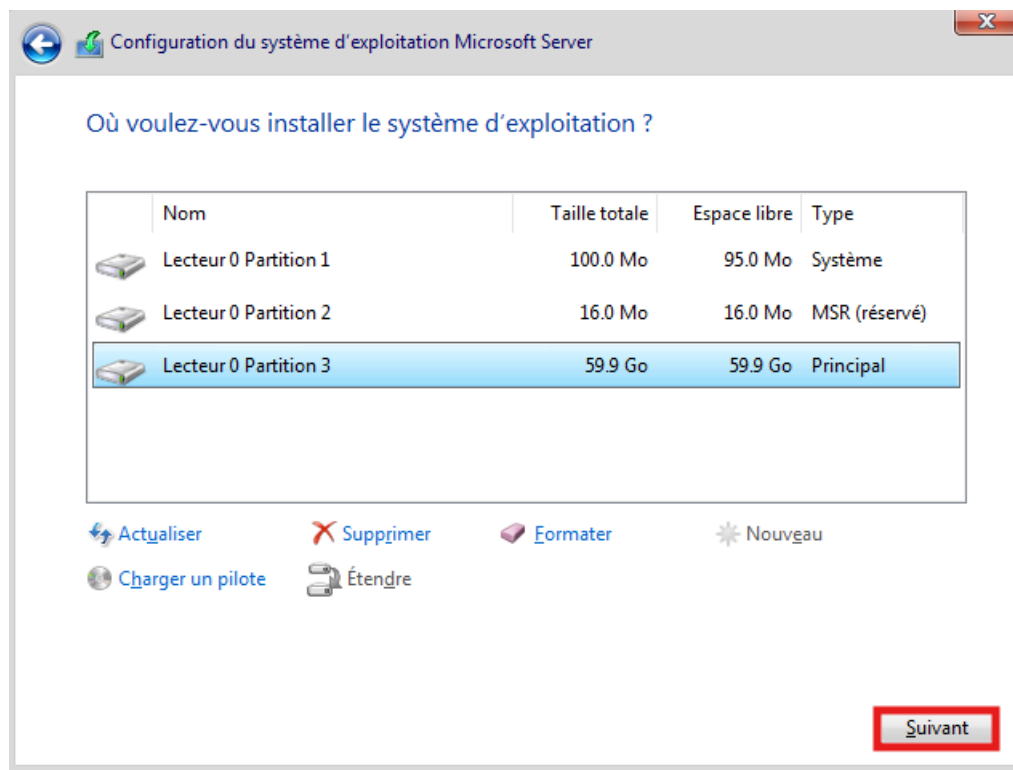 Configuration du système d'exploitation Microsoft Server
Où voulez-vous installer le système d'exploitation ?
Nom Taille totale Espace libre Type
Lecteur 0 Partition 1 100.0 Mo 95.0 Mo Système
Lecteur 0 Partition 2 16.0 Mo 16.0 Mo MSR (réservé)
Lecteur 0 Partition 3 59.9 Go 59.9 Go Principal
Actualiser Supprimer Formater Nouveau
Charger un pilote Étendre
Suivant